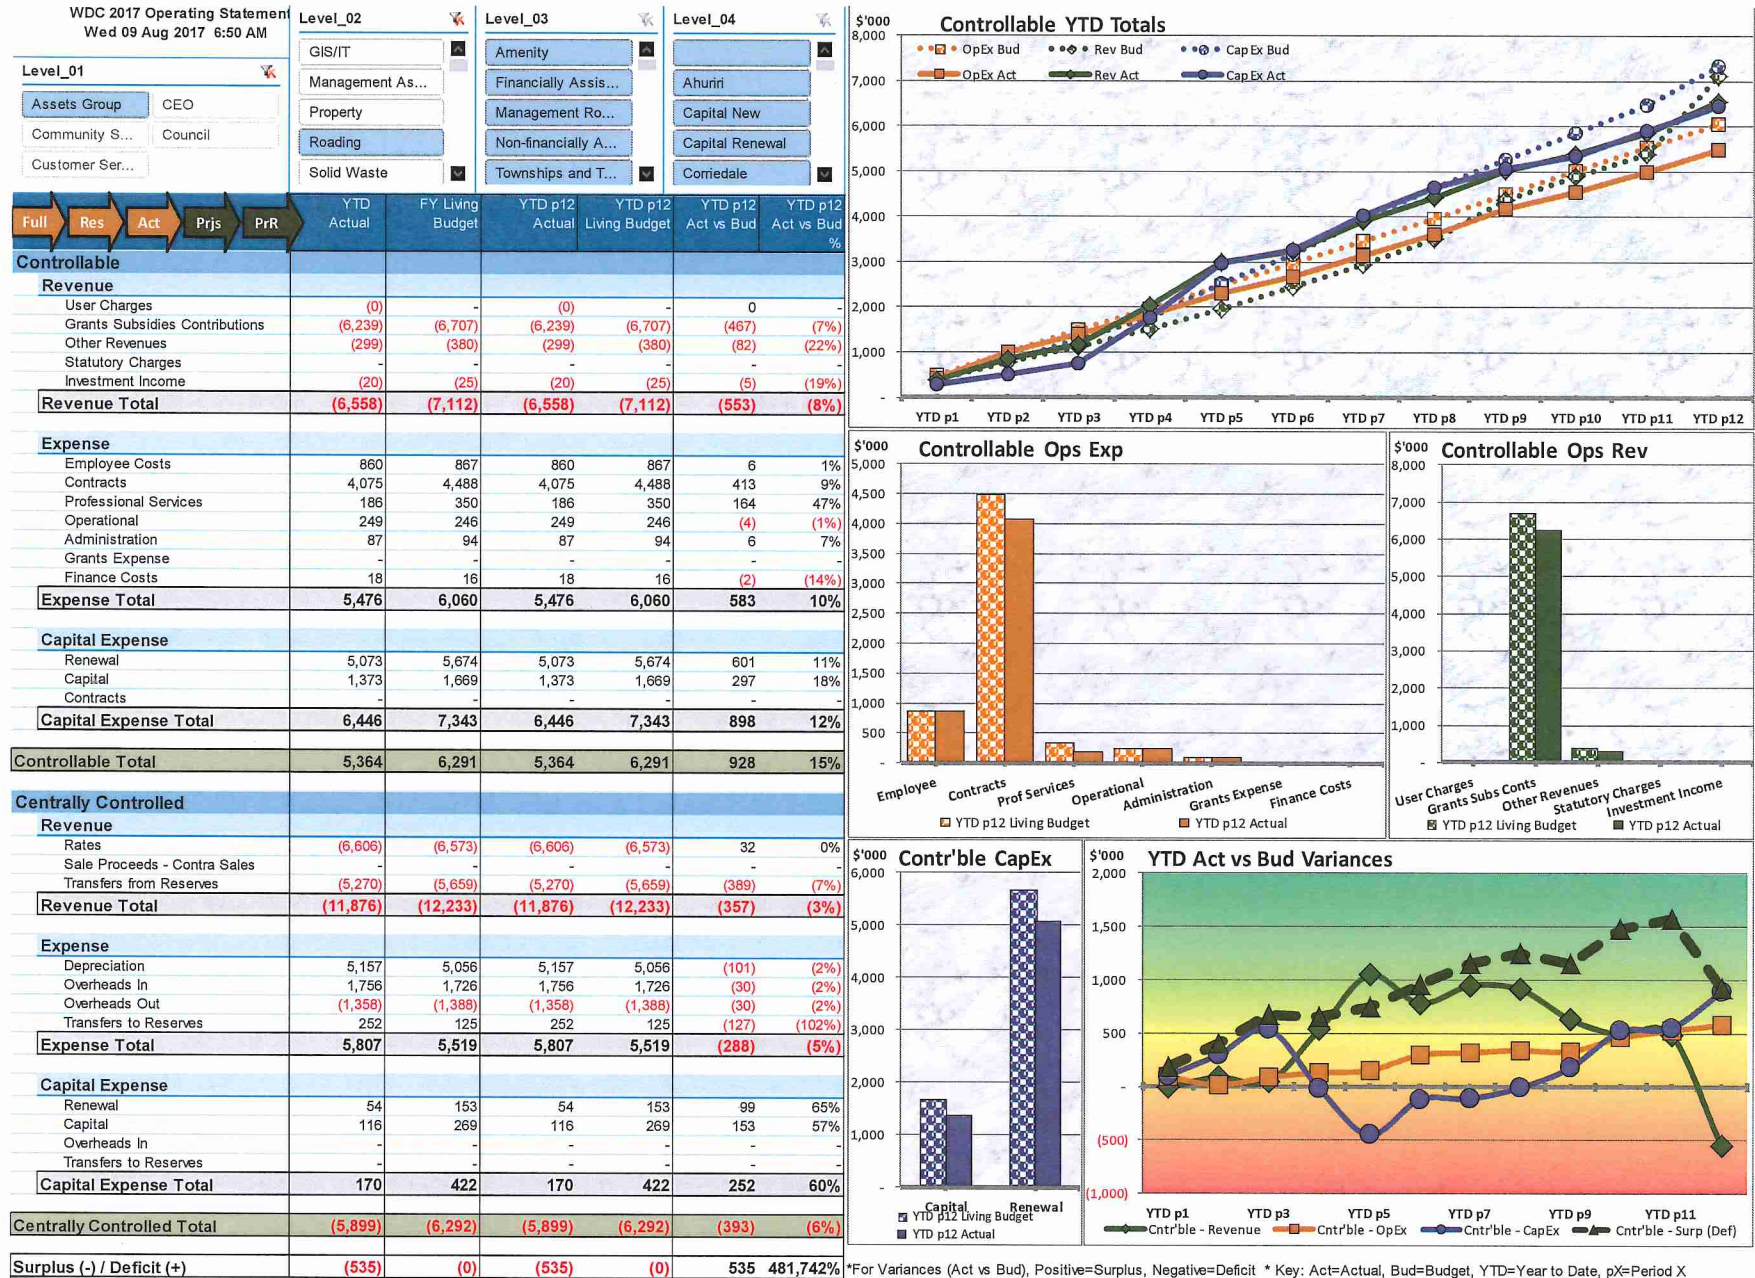 WDC 2017 Operating Statement
Wed 09 Aug 2017 6:50 AM
Level_01
Assets Group CEO
Community S... Council
Customer Ser...
Level_02
GIS/IT
Management As...
Property
Roading
Solid Waste
Level_03
Amenity
Financially Assis...
Management Ro...
Non-financially A...
Townships and T...
Level_04
Ahuriri
Capital New
Capital Renewal
Corriedale
Full Res Act Prjs PrR
YTD Actual FY Living Budget YTD p12 Actual YTD p12 Living Budget YTD p12 Act vs Bud YTD p12 Act vs Bud %
Controllable
Revenue
User Charges (0) - (0) - 0 -
Grants Subsidies Contributions (6,239) (6,707) (6,239) (6,707) (467) (7%)
Other Revenues (299) (380) (299) (380) (82) (22%)
Statutory Charges - - - - - -
Investment Income (20) (25) (20) (25) (5) (19%)
Revenue Total (6,558) (7,112) (6,558) (7,112) (553) (8%)
Expense
Employee Costs 860 867 860 867 6 1%
Contracts 4,075 4,488 4,075 4,488 413 9%
Professional Services 186 350 186 350 164 47%
Operational 249 246 249 246 (4) (1%)
Administration 87 94 87 94 6 7%
Grants Expense - - - - - -
Finance Costs 18 16 18 16 (2) (14%)
Expense Total 5,476 6,060 5,476 6,060 583 10%
Capital Expense
Renewal 5,073 5,674 5,073 5,674 601 11%
Capital 1,373 1,669 1,373 1,669 297 18%
Contracts - - - - - -
Capital Expense Total 6,446 7,343 6,446 7,343 898 12%
Controllable Total 5,364 6,291 5,364 6,291 928 15%
Centrally Controlled
Revenue
Rates (6,606) (6,573) (6,606) (6,573) 32 0%
Sale Proceeds - Contra Sales - - - - - -
Transfers from Reserves (5,270) (5,659) (5,270) (5,659) (389) (7%)
Revenue Total (11,876) (12,233) (11,876) (12,233) (357) (3%)
Expense
Depreciation 5,157 5,056 5,157 5,056 (101) (2%)
Overheads In 1,756 1,726 1,756 1,726 (30) (2%)
Overheads Out (1,358) (1,388) (1,358) (1,388) (30) (2%)
Transfers to Reserves 252 125 252 125 (127) (102%)
Expense Total 5,807 5,519 5,807 5,519 (288) (5%)
Capital Expense
Renewal 54 153 54 153 99 65%
Capital 116 269 116 269 153 57%
Overheads In - - - - - -
Transfers to Reserves - - - - - -
Capital Expense Total 170 422 170 422 252 60%
Centrally Controlled Total (5,899) (6,292) (5,899) (6,292) (393) (6%)
Surplus (-) / Deficit (+) (535) (0) (535) (0) 535 481,742%
$'000 Controllable YTD Totals
OpEx Bud Rev Bud CapEx Bud
OpEx Act Rev Act CapEx Act
8,000
7,000
6,000
5,000
4,000
3,000
2,000
1,000
-
YTD p1 YTD p2 YTD p3 YTD p4 YTD p5 YTD p6 YTD p7 YTD p8 YTD p9 YTD p10 YTD p11 YTD p12
$'000 Controllable Ops Exp
5,000
4,500
4,000
3,500
3,000
2,500
2,000
1,500
1,000
500
-
Employee Contracts Prof Services Operational Administration Grants Expense Finance Costs
YTD p12 Living Budget YTD p12 Actual
$'000 Controllable Ops Rev
8,000
7,000
6,000
5,000
4,000
3,000
2,000
1,000
-
User Charges Grants Subs Conts Other Revenues Statutory Charges Investment Income
YTD p12 Living Budget YTD p12 Actual
$'000 Contr'ble CapEx
6,000
5,000
4,000
3,000
2,000
1,000
-
Capital Renewal
YTD p12 Living Budget
YTD p12 Actual
$'000 YTD Act vs Bud Variances
2,000
1,500
1,000
500
-
(500)
(1,000)
YTD p1 YTD p3 YTD p5 YTD p7 YTD p9 YTD p11
Cntr'ble - Revenue Cntr'ble - OpEx Cntr'ble - CapEx Cntr'ble - Surp (Def)
*For Variances (Act vs Bud), Positive=Surplus, Negative=Deficit * Key: Act=Actual, Bud=Budget, YTD=Year to Date, pX=Period X